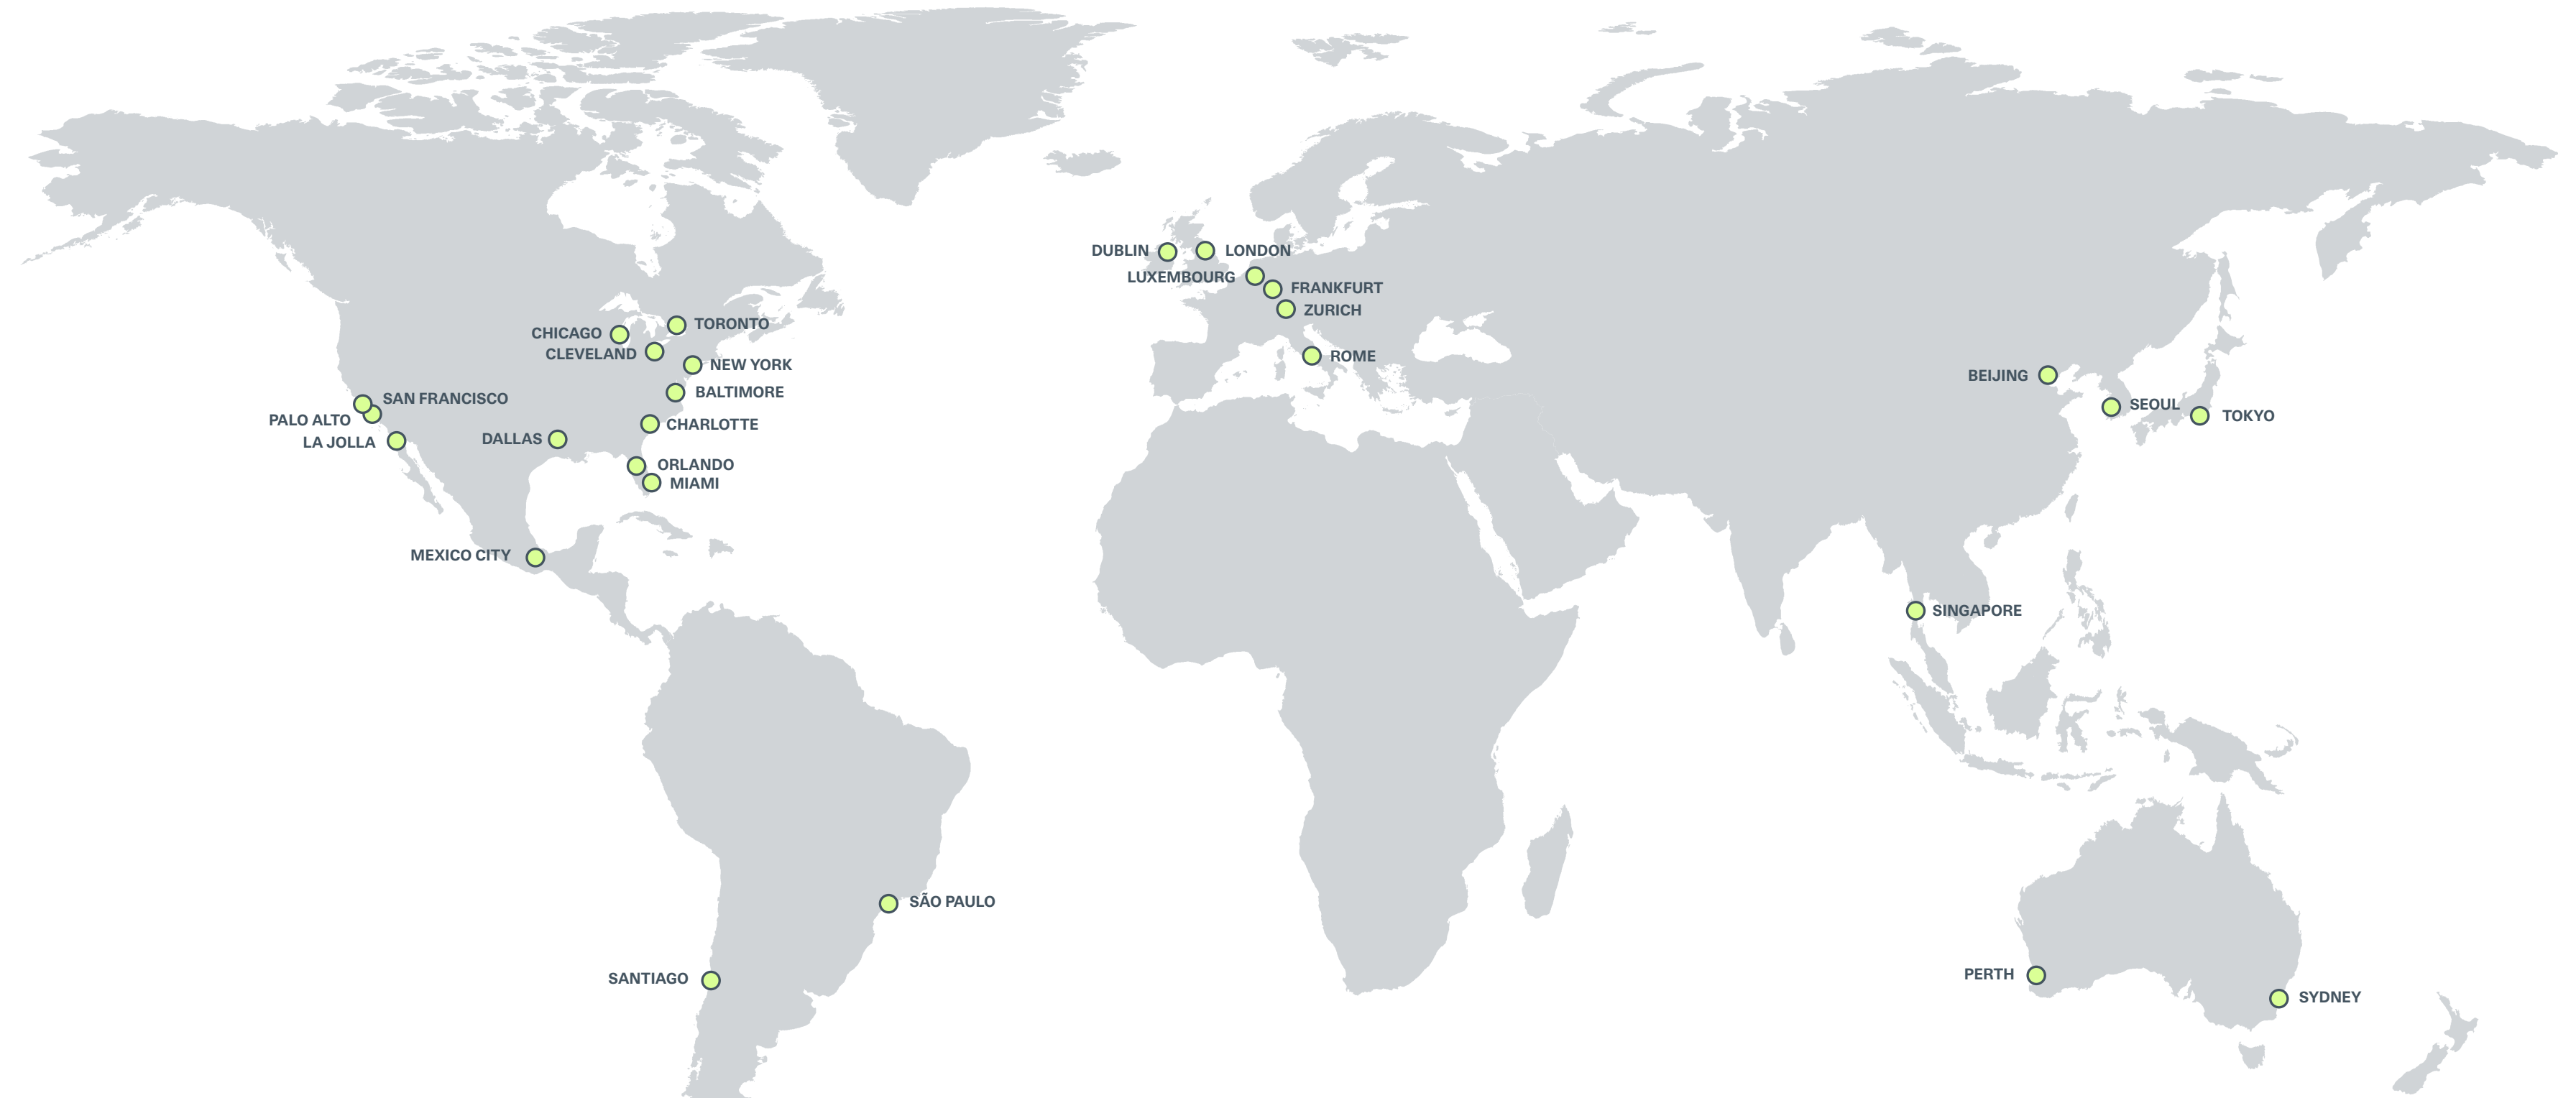 DUBLIN
LONDON
LUXEMBOURG
FRANKFURT
ZURICH
TORONTO
CHICAGO
CLEVELAND
ROME
NEW YORK
BEIJING
BALTIMORE
SAN FRANCISCO
SEOUL
TOKYO
PALO ALTO
CHARLOTTE
LA JOLLA
DALLAS
ORLANDO
MIAMI
MEXICO CITY
SINGAPORE
SÃO PAULO
PERTH
SANTIAGO
SYDNEY